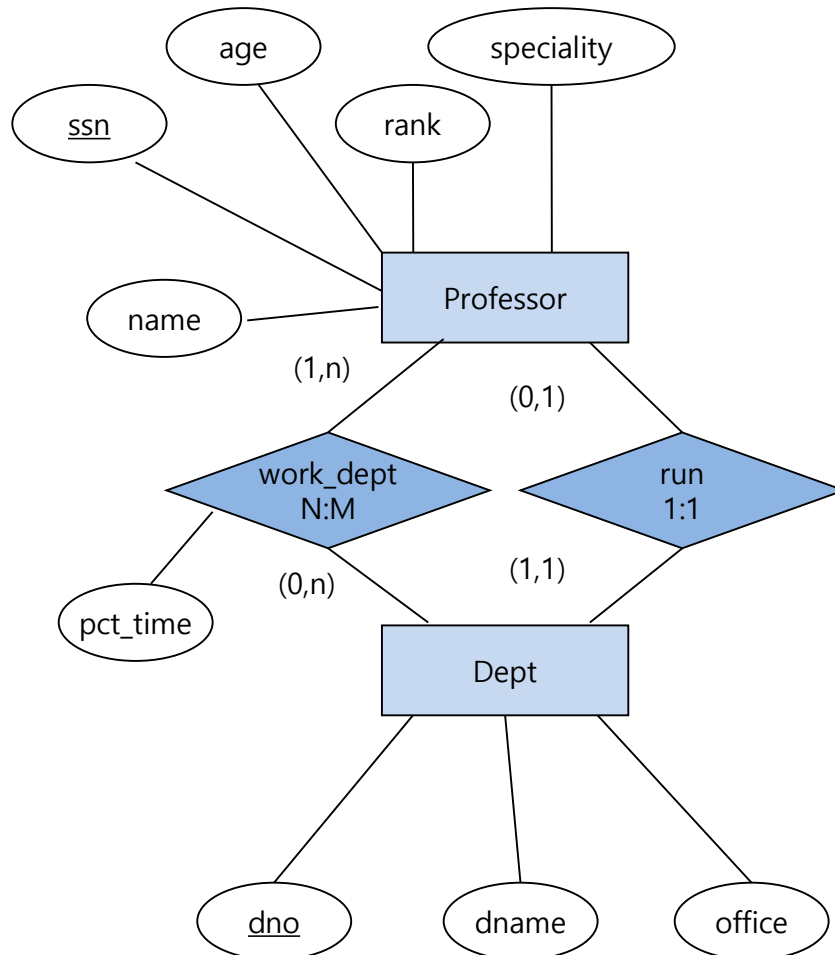 age
speciality
ssn
rank
Professor
name
(1,n)
(0,1)
work_dept
N:M
run
1:1
(0,n)
(1,1)
pct_time
Dept
dno
dname
office